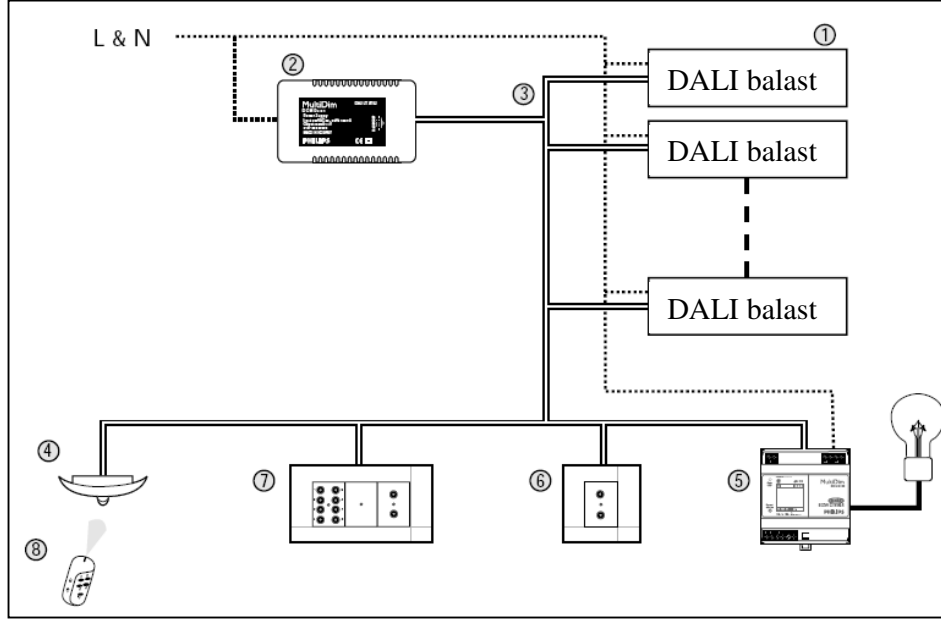 L & N
①
②
DALI balast
③
MultiDim
PHILIPS
DALI balast
DALI balast
④
⑦
⑥
⑤
MultiDim
PHILIPS
⑧